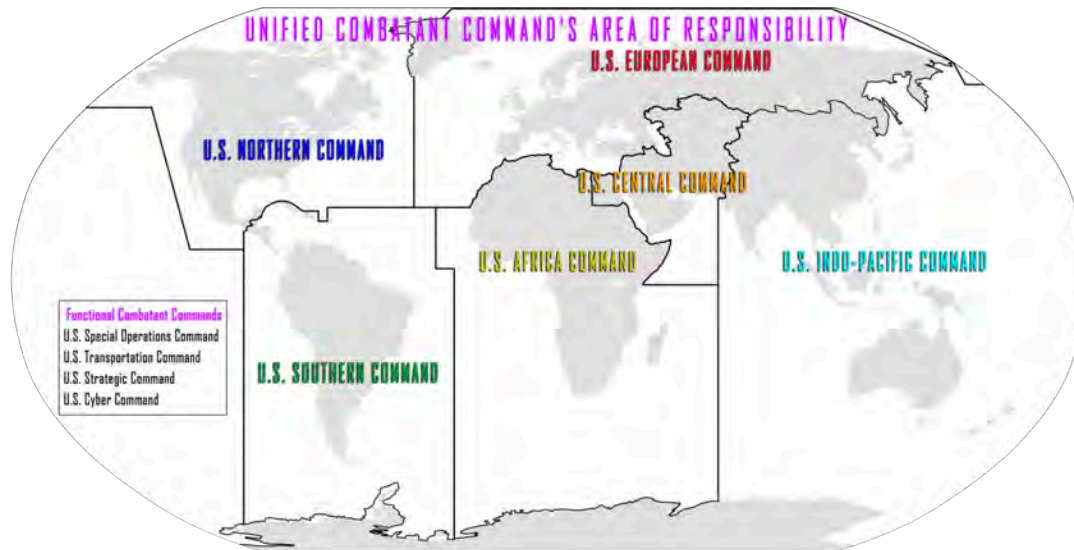 UNIFIED COMBATANT COMMAND'S AREA OF RESPONSIBILITY
U.S. EUROPEAN COMMAND
U.S. NORTHERN COMMAND
U.S. CENTRAL COMMAND
U.S. AFRICA COMMAND
U.S. INDO-PACIFIC COMMAND
Functional Combatant Commands
U.S. Special Operations Command
U.S. Transportation Command
U.S. Strategic Command
U.S. Cyber Command
U.S. SOUTHERN COMMAND